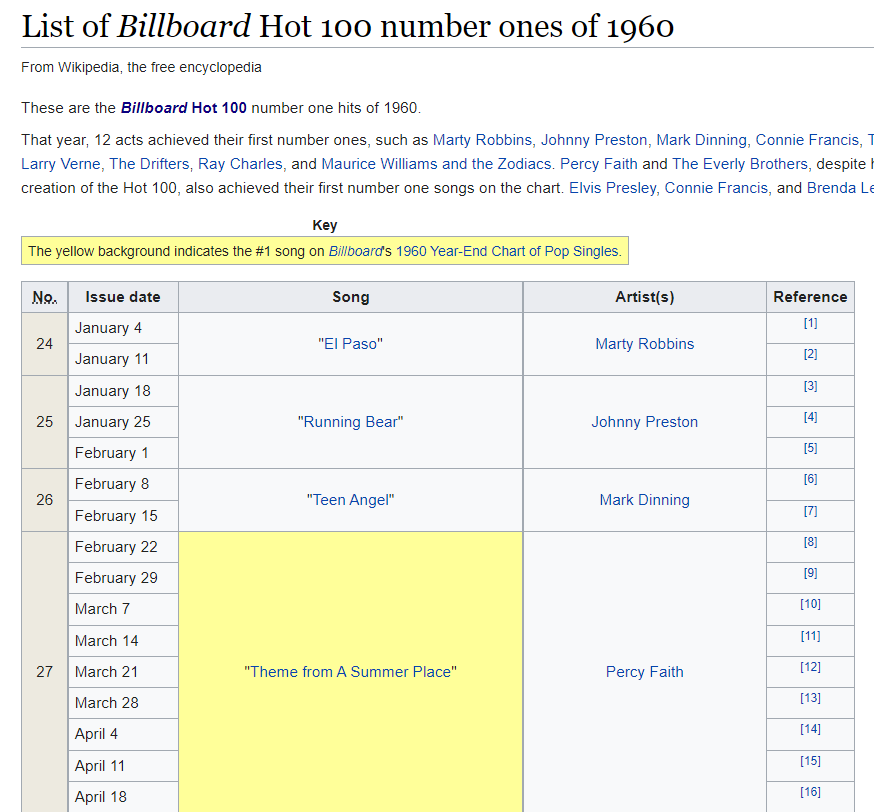 List of Billboard Hot 100 number ones of 1960
From Wikipedia, the free encyclopedia
These are the Billboard Hot 100 number one hits of 1960.
That year, 12 acts achieved their first number ones, such as Marty Robbins, Johnny Preston, Mark Dinning, Connie Francis,
Larry Verne, The Drifters, Ray Charles, and Maurice Williams and the Zodiacs. Percy Faith and The Everly Brothers, despite
creation of the Hot 100, also achieved their first number one songs on the chart. Elvis Presley, Connie Francis, and Brenda
Key
The yellow background indicates the #1 song on Billboard's 1960 Year-End Chart of Pop Singles.
No. Issue date Song Artist(s) Reference
24 January 4 "El Paso" Marty Robbins [1]
January 11 [2]
25 January 18 "Running Bear" Johnny Preston [3]
January 25 [4]
February 1 [5]
26 February 8 "Teen Angel" Mark Dinning [6]
February 15 [7]
27 February 22 "Theme from A Summer Place" Percy Faith [8]
February 29 [9]
March 7 [10]
March 14 [11]
March 21 [12]
March 28 [13]
April 4 [14]
April 11 [15]
April 18 [16]